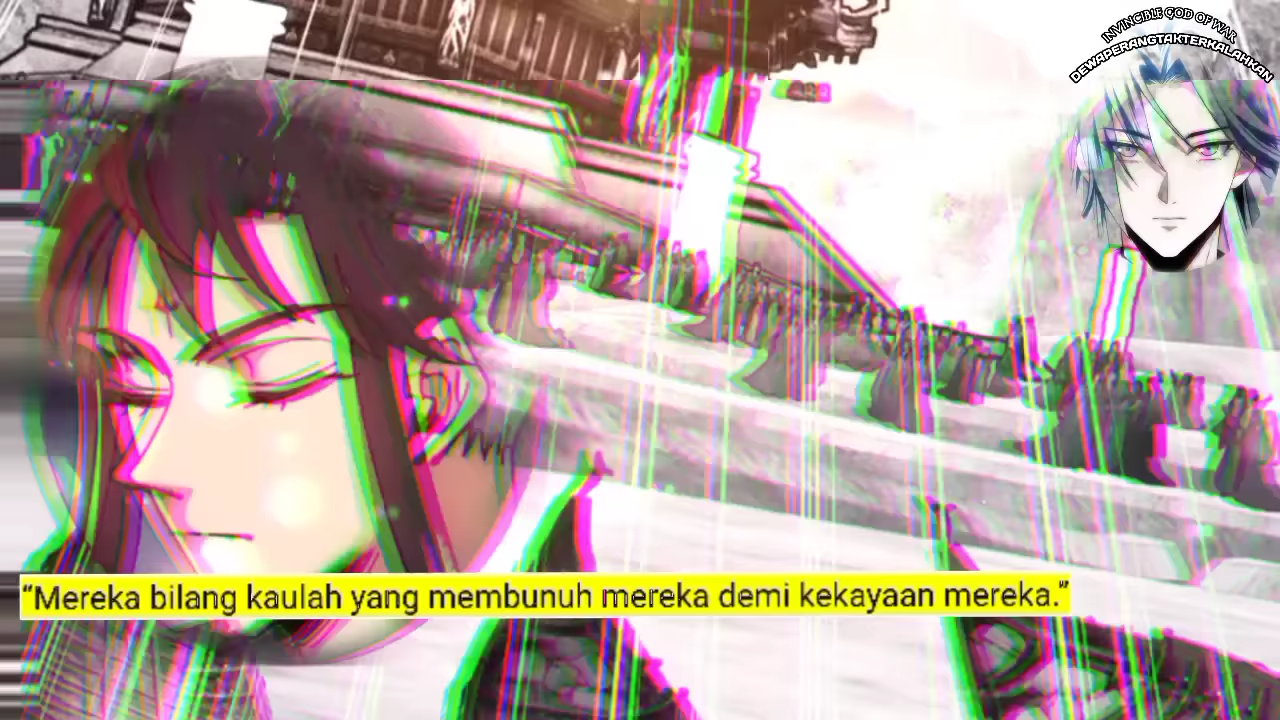 INVINCIBLE GOD OF WAR
DEWAPERANGTAKTERKALAHKAN
“Mereka bilang kaulah yang membunuh mereka demi kekayaan mereka.”